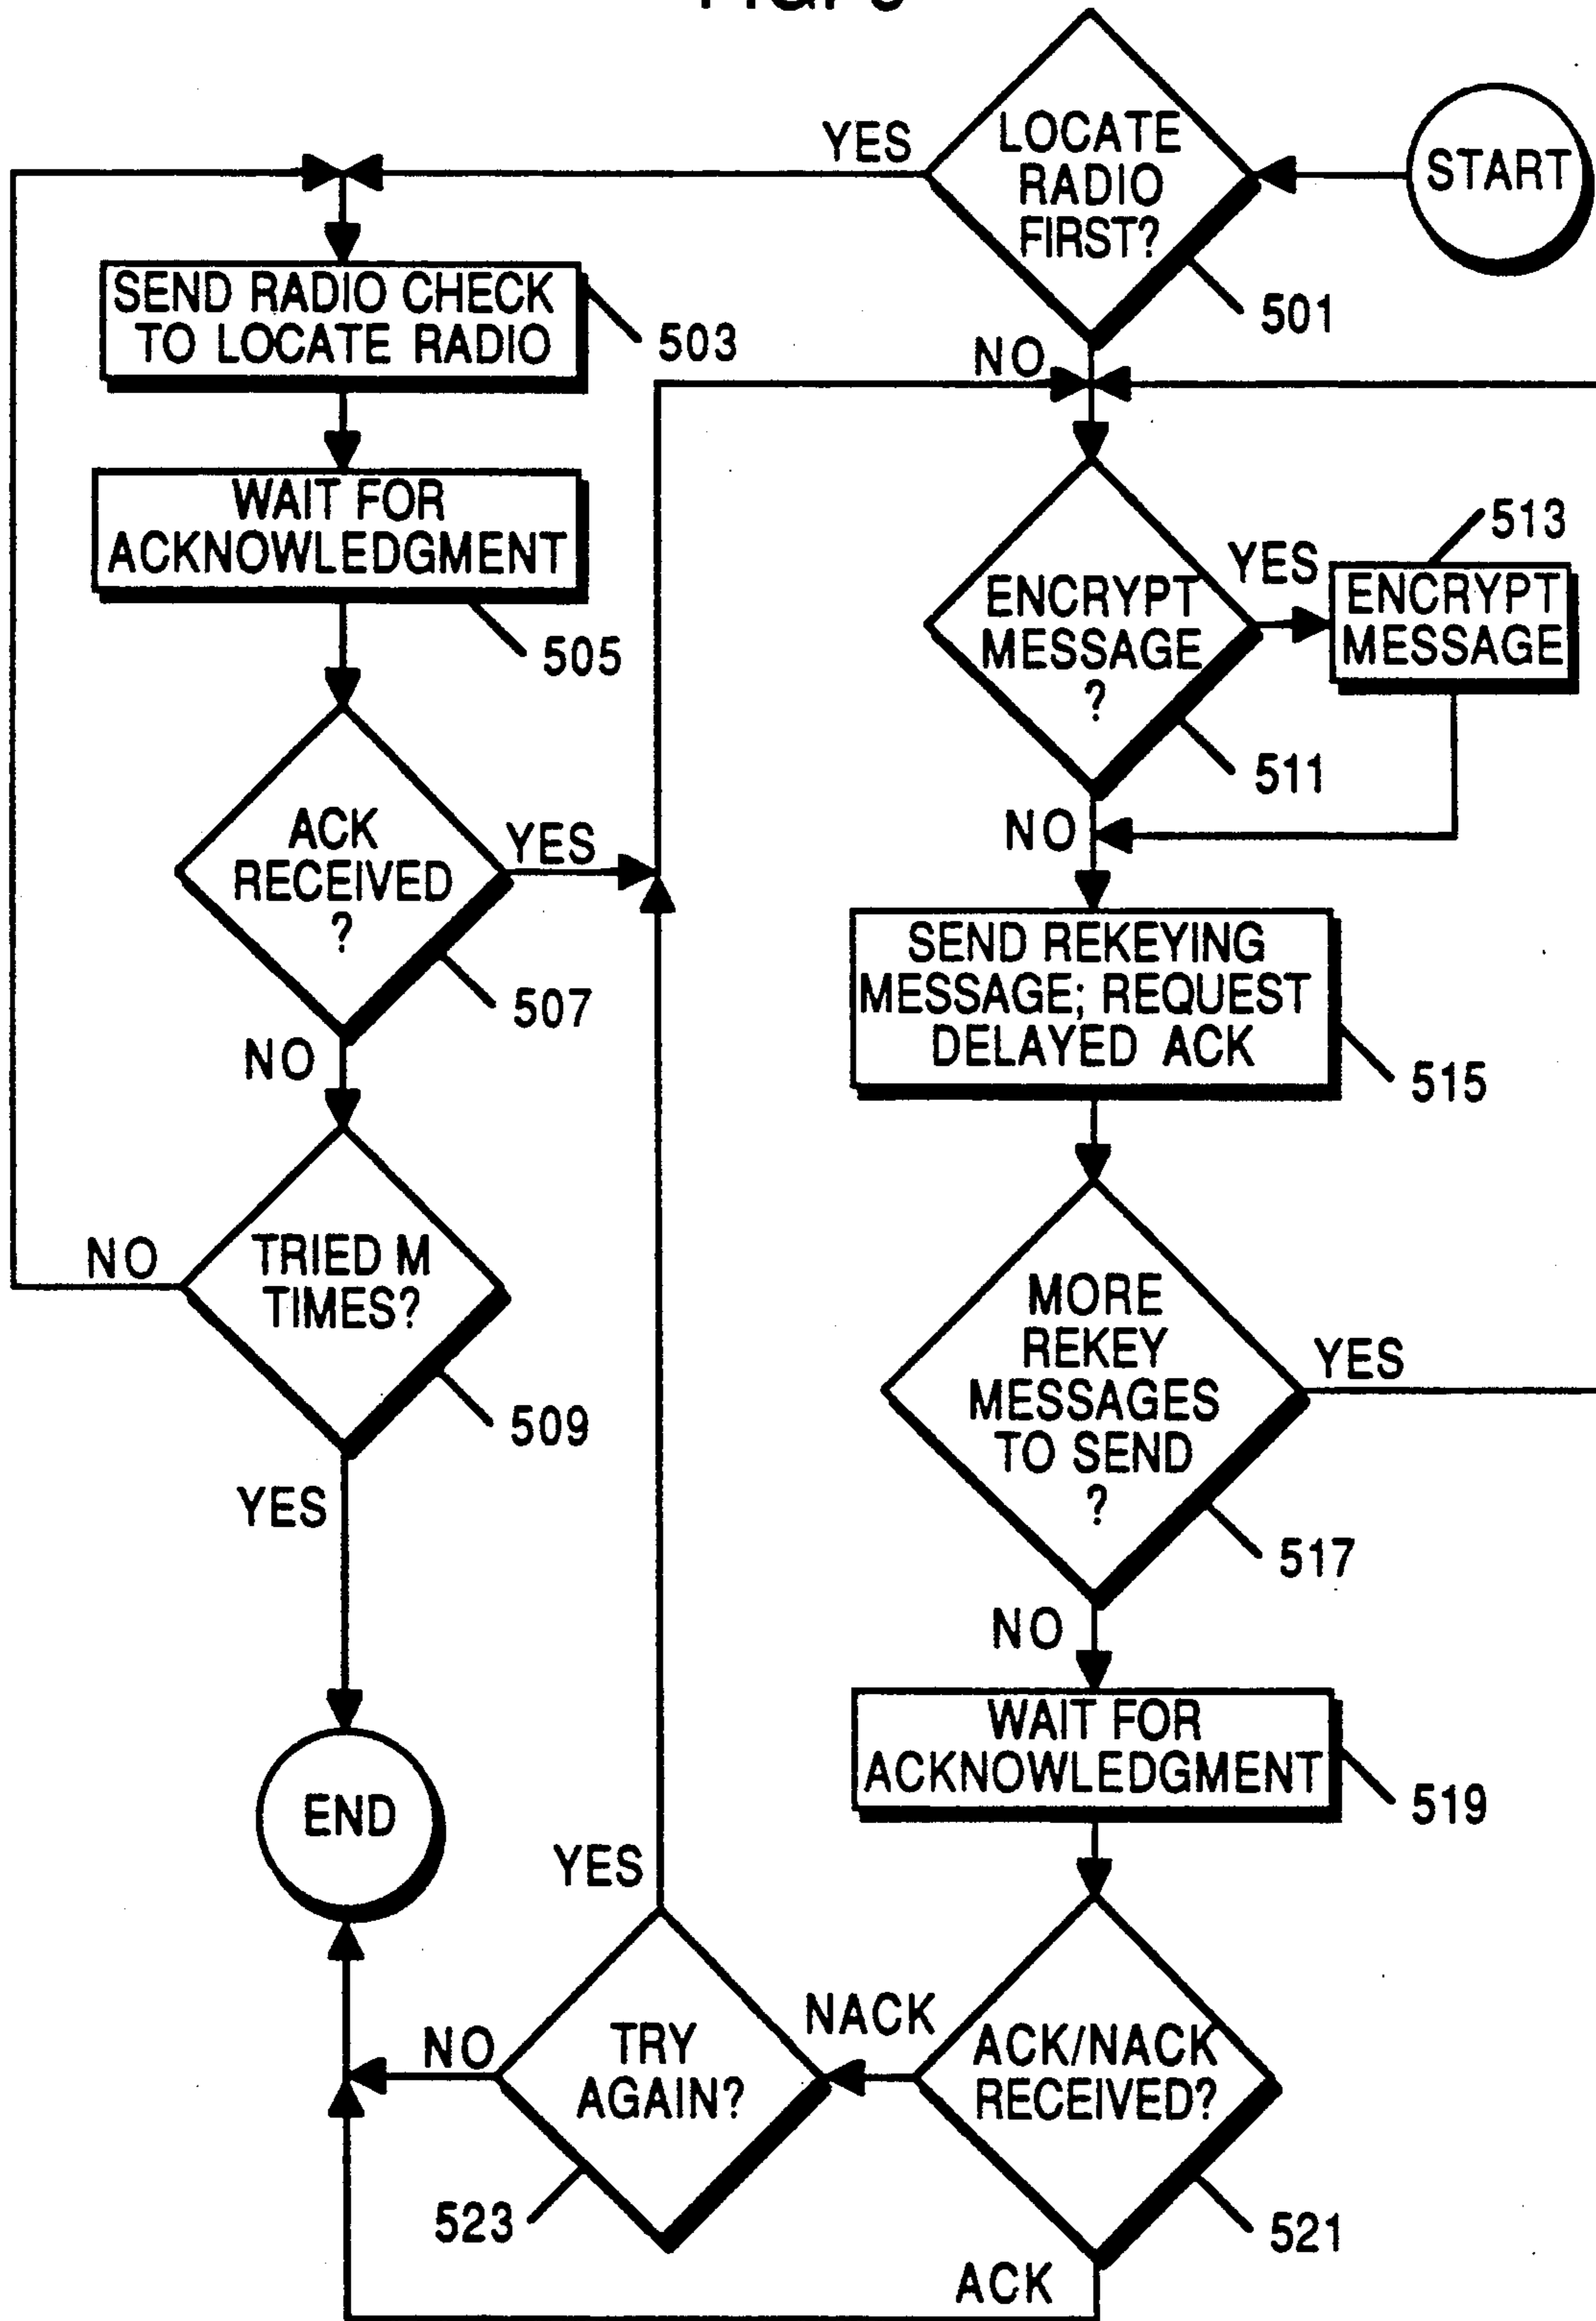 YES
LOCATE
RADIO
FIRST?
START
501
SEND RADIO CHECK
TO LOCATE RADIO
503
NO
WAIT FOR
ACKNOWLEDGMENT
505
ENCRYPT
MESSAGE
?
511
YES
513
ENCRYPT
MESSAGE
NO
ACK
RECEIVED
?
YES
507
NO
SEND REKEYING
MESSAGE; REQUEST
DELAYED ACK
515
TRIED M
TIMES?
NO
509
YES
MORE
REKEY
MESSAGES
TO SEND
?
YES
517
NO
WAIT FOR
ACKNOWLEDGMENT
519
END
YES
TRY
AGAIN?
NO
523
NACK
ACK/NACK
RECEIVED?
521
ACK